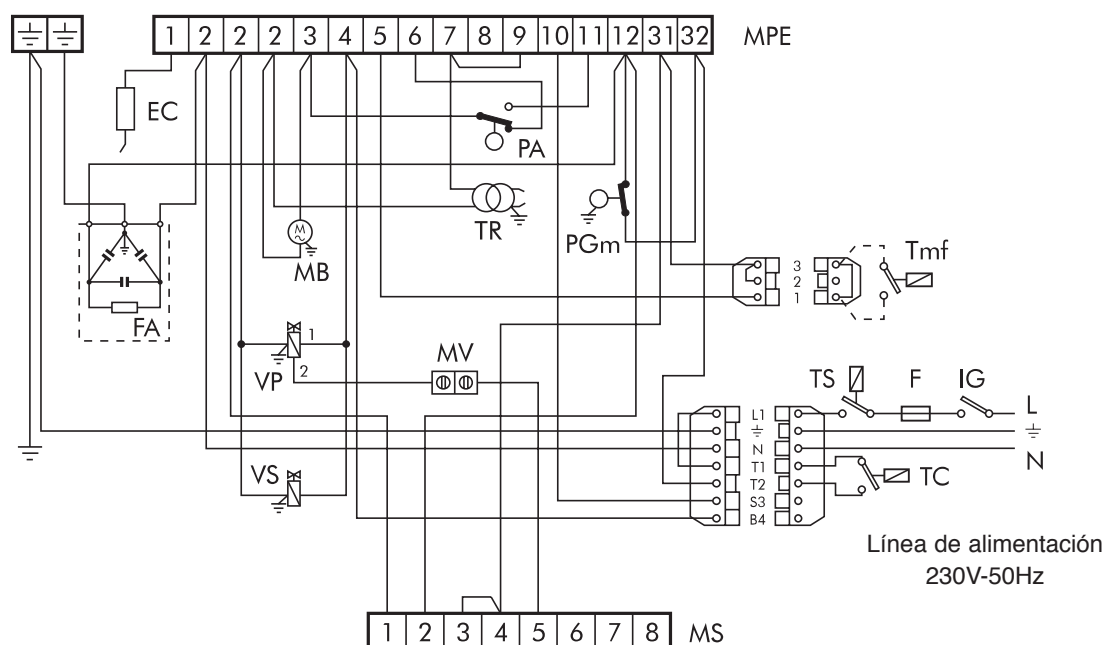 1 2 2 2 3 4 5 6 7 8 9 10 11 12 31 32 MPE
EC
PA
TR
PGm
MB
M
Tmf
3
2
1
FA
1
VP
2
MV
TS F IG
L
L1
N
N
T1
TC
T2
S3
B4
VS
Línea de alimentación
230V-50Hz
1 2 3 4 5 6 7 8 MS